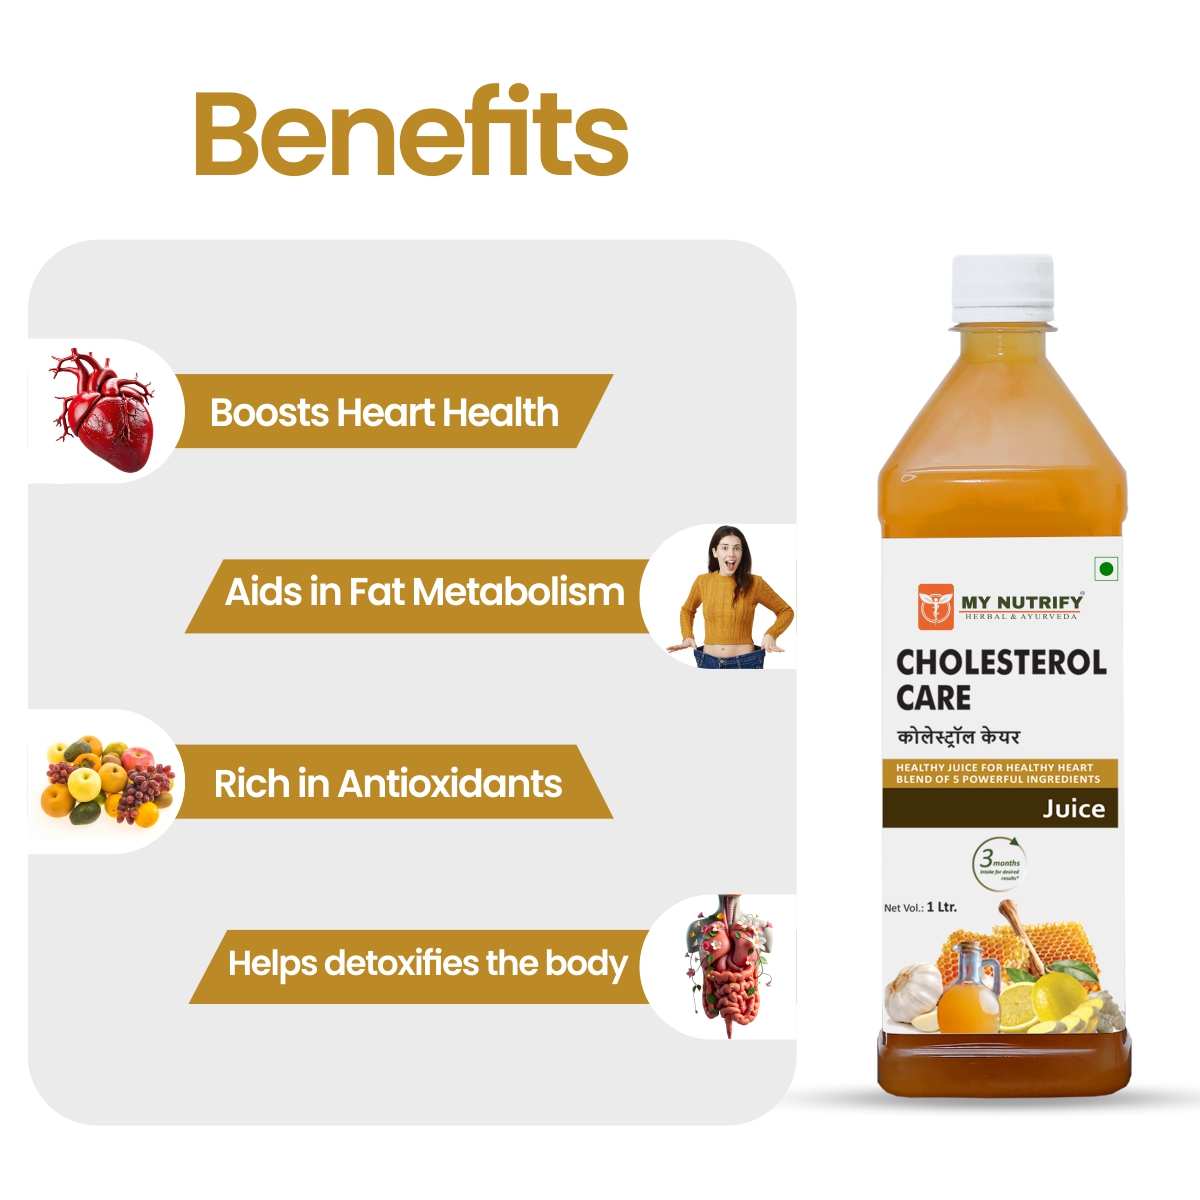 Benefits
Boosts Heart Health
Aids in Fat Metabolism
Rich in Antioxidants
Helps detoxifies the body
MY NUTRIFY®
HERBAL & AYURVEDA
CHOLESTEROL
CARE
कोलेस्ट्रॉल केयर
HEALTHY JUICE FOR HEALTHY HEART
BLEND OF 5 POWERFUL INGREDIENTS
Juice
3 months
Intake for desired
results*
Net Vol.: 1 Ltr.